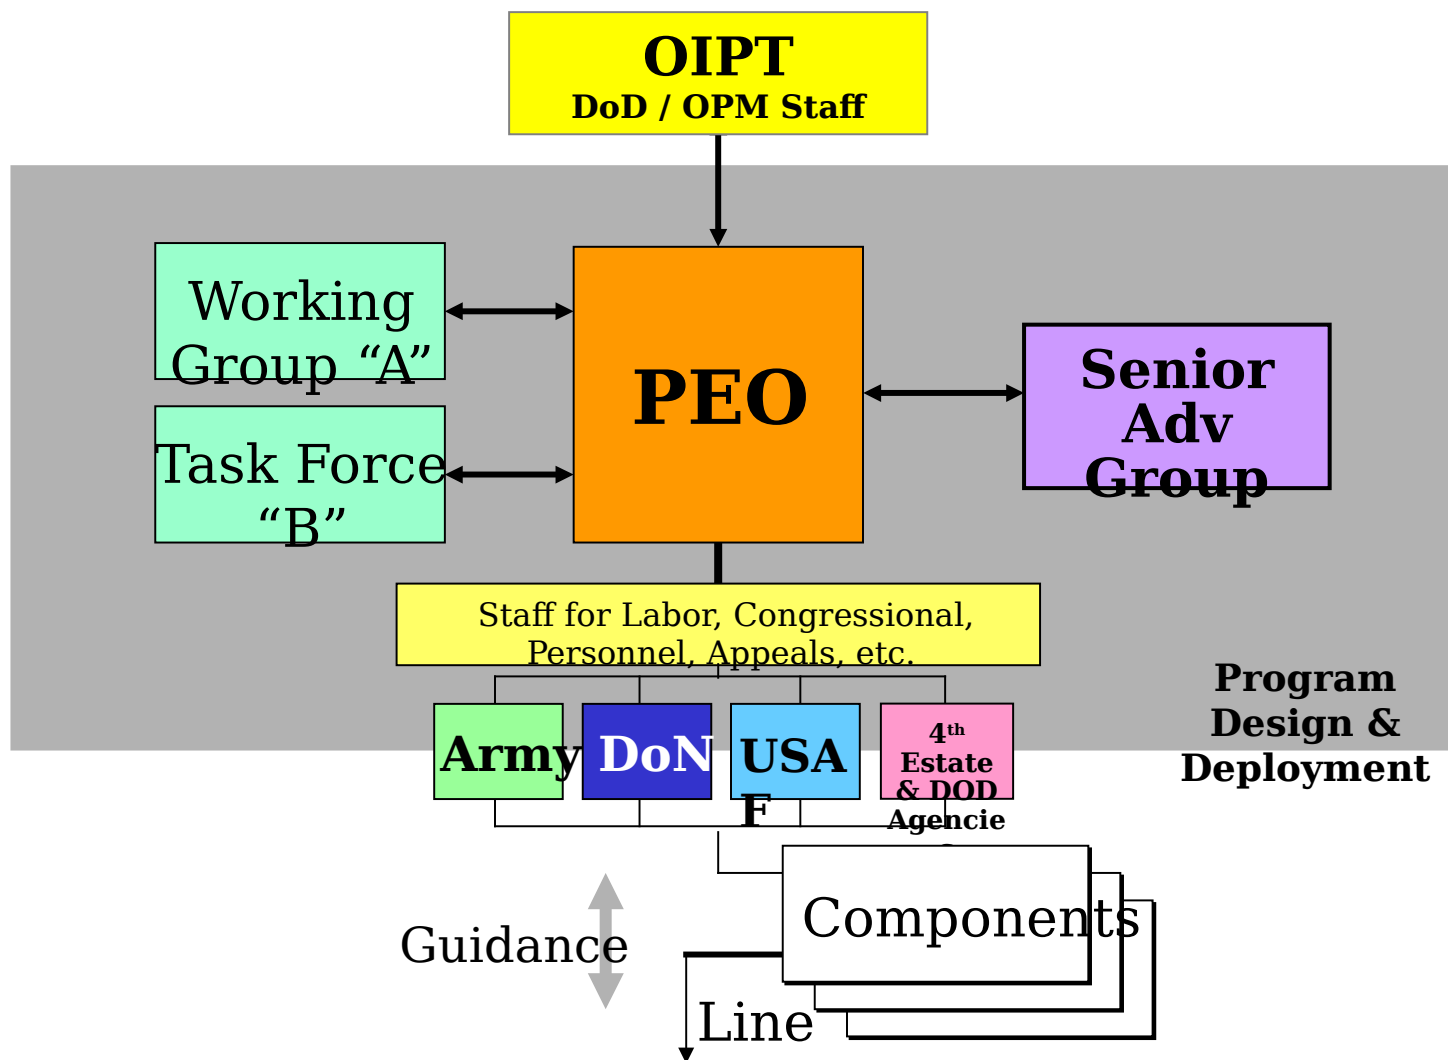 OIPT
DoD / OPM Staff
Working
Group “A”
Task Force
“B”
PEO
Senior
Adv
Group
Staff for Labor, Congressional,
Personnel, Appeals, etc.
Program
Design &
Deployment
Army
DoN
USA
F
4th
Estate
& DOD
Agencie
Components
Guidance
Line